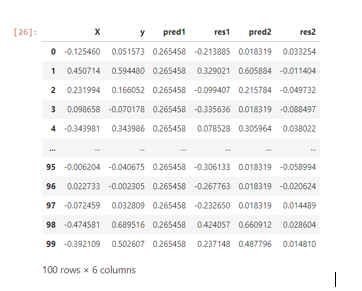 [26]:
X y pred1 res1 pred2 res2
0 -0.125460 0.051573 0.265458 -0.213885 0.018319 0.033254
1 0.450714 0.594480 0.265458 0.329021 0.605884 -0.011404
2 0.231994 0.166052 0.265458 -0.099407 0.215784 -0.049732
3 0.098658 -0.070178 0.265458 -0.335636 0.018319 -0.088497
4 -0.343981 0.343986 0.265458 0.078528 0.305964 0.038022
... ... ... ... ... ... ...
95 -0.006204 -0.040675 0.265458 -0.306133 0.018319 -0.058994
96 0.022733 -0.002305 0.265458 -0.267763 0.018319 -0.020624
97 -0.072459 0.032809 0.265458 -0.232650 0.018319 0.014489
98 -0.474581 0.689516 0.265458 0.424057 0.660912 0.028604
99 -0.392109 0.502607 0.265458 0.237148 0.487796 0.014810
100 rows × 6 columns